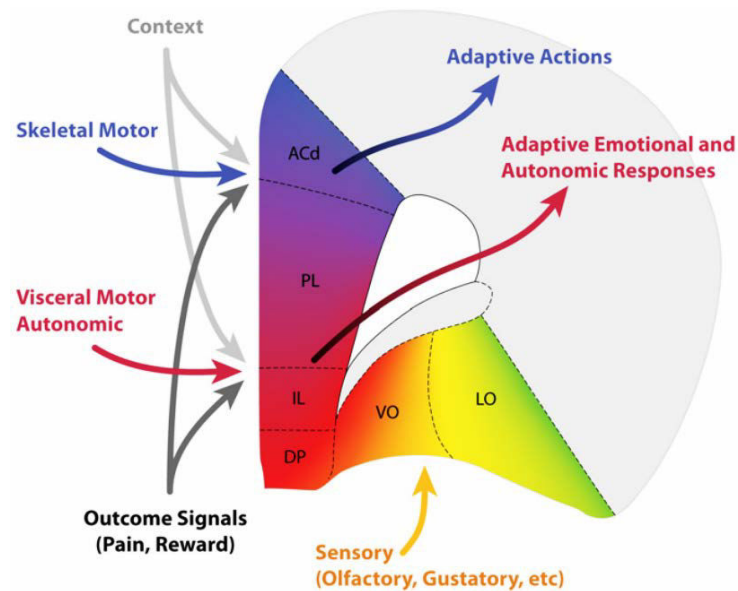 Context
Adaptive Actions
Skeletal Motor
ACd
Adaptive Emotional and
Autonomic Responses
PL
Visceral Motor
Autonomic
IL
VO
LO
DP
Outcome Signals
(Pain, Reward)
Sensory
(Olfactory, Gustatory, etc)